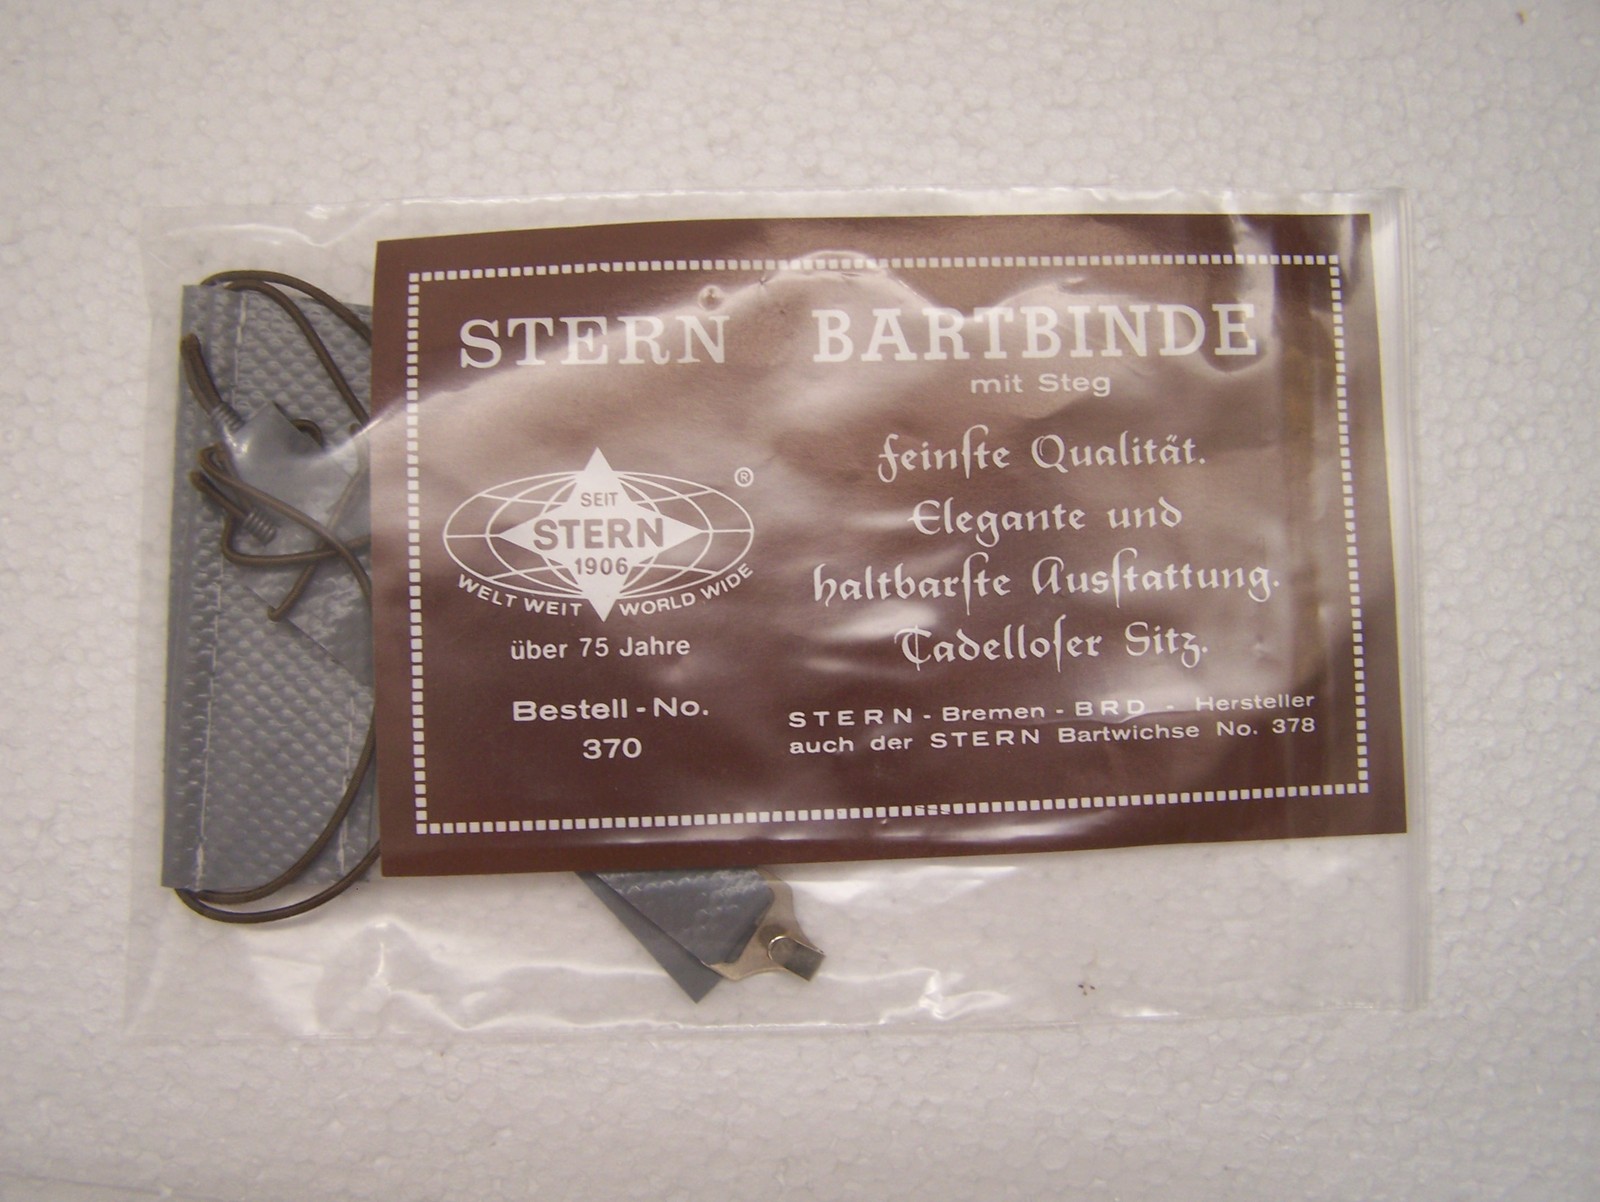 STERN BARTBINDE
mit Steg
SEIT
STERN
1906
WELT WEIT WORLD WIDE
®
über 75 Jahre
Bestell-No.
370
feinſte Qualität.
Elegante und
haltbarſte Ausſtattung.
Tadelloſer Sitz.
STERN - Bremen - BRD - Hersteller
auch der STERN Bartwichse No. 378